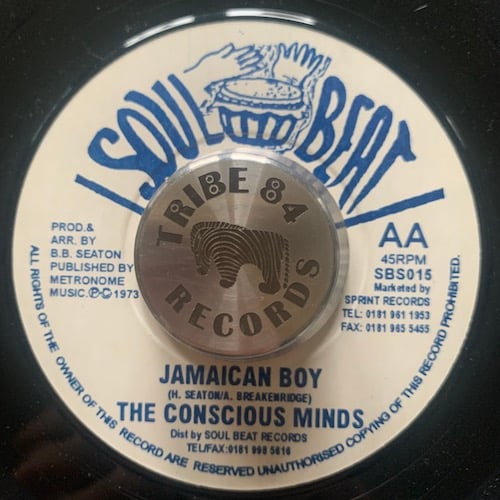 SOUL BEAT
TRIBE 84
RECORDS
PROD.&
ARR. BY
B.B. SEATON
PUBLISHED BY
METRONOME
MUSIC.℗©1973
AA
45RPM
SBS015
Marketed by
SPRINT RECORDS
TEL: 0181 961 1953
FAX: 0181 965 5455
JAMAICAN BOY
(H. SEATON/A. BREAKENRIDGE)
THE CONSCIOUS MINDS
Dist by SOUL BEAT RECORDS
TEL/FAX:0181 998 5616
ALL RIGHTS OF THE OWNER OF THIS RECORD ARE RESERVED UNAUTHORISED COPYING OF THIS RECORD PROHIBITED.